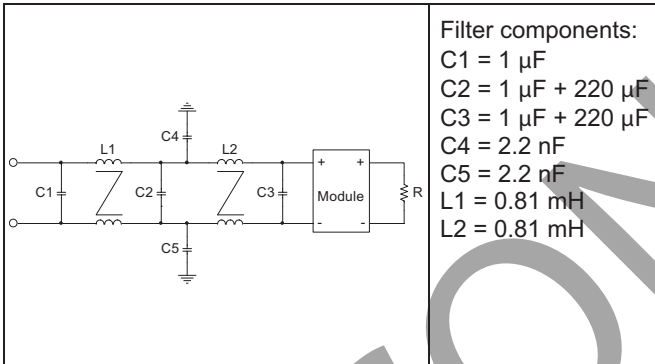 Filter components:
C1 = 1 µF
C2 = 1 µF + 220 µF
C3 = 1 µF + 220 µF
C4 = 2.2 nF
C5 = 2.2 nF
L1 = 0.81 mH
L2 = 0.81 mH
C4
L1
L2
C1
C2
C3
+
+
Module
R
-
-
C5